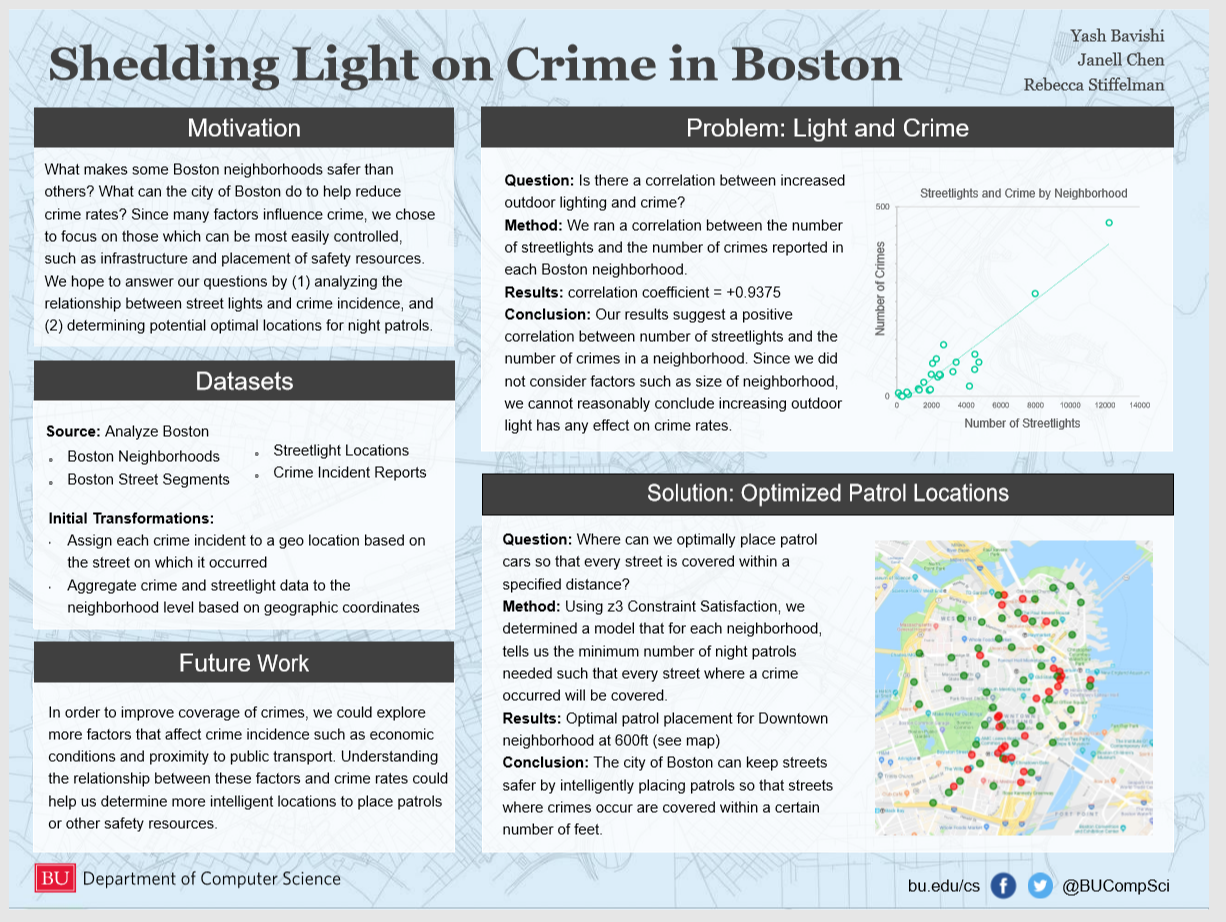 Shedding Light on Crime in Boston
Yash Bavishi
Janell Chen
Rebecca Stiffelman
Motivation
What makes some Boston neighborhoods safer than
others? What can the city of Boston do to help reduce
crime rates? Since many factors influence crime, we chose
to focus on those which can be most easily controlled,
such as infrastructure and placement of safety resources.
We hope to answer our questions by (1) analyzing the
relationship between street lights and crime incidence, and
(2) determining potential optimal locations for night patrols.
Datasets
Source: Analyze Boston
Boston Neighborhoods
Boston Street Segments
Streetlight Locations
Crime Incident Reports
Initial Transformations:
Assign each crime incident to a geo location based on
the street on which it occurred
Aggregate crime and streetlight data to the
neighborhood level based on geographic coordinates
Future Work
In order to improve coverage of crimes, we could explore
more factors that affect crime incidence such as economic
conditions and proximity to public transport. Understanding
the relationship between these factors and crime rates could
help us determine more intelligent locations to place patrols
or other safety resources.
Problem: Light and Crime
Question: Is there a correlation between increased
outdoor lighting and crime?
Method: We ran a correlation between the number
of streetlights and the number of crimes reported in
each Boston neighborhood.
Results: correlation coefficient = +0.9375
Conclusion: Our results suggest a positive
correlation between number of streetlights and the
number of crimes in a neighborhood. Since we did
not consider factors such as size of neighborhood,
we cannot reasonably conclude increasing outdoor
light has any effect on crime rates.
Streetlights and Crime by Neighborhood
500
Number of Crimes
0
0 2000 4000 6000 8000 10000 12000 14000
Number of Streetlights
Solution: Optimized Patrol Locations
Question: Where can we optimally place patrol
cars so that every street is covered within a
specified distance?
Method: Using z3 Constraint Satisfaction, we
determined a model that for each neighborhood,
tells us the minimum number of night patrols
needed such that every street where a crime
occurred will be covered.
Results: Optimal patrol placement for Downtown
neighborhood at 600ft (see map)
Conclusion: The city of Boston can keep streets
safer by intelligently placing patrols so that streets
where crimes occur are covered within a certain
number of feet.
BU Department of Computer Science
bu.edu/cs
@BUCompSci